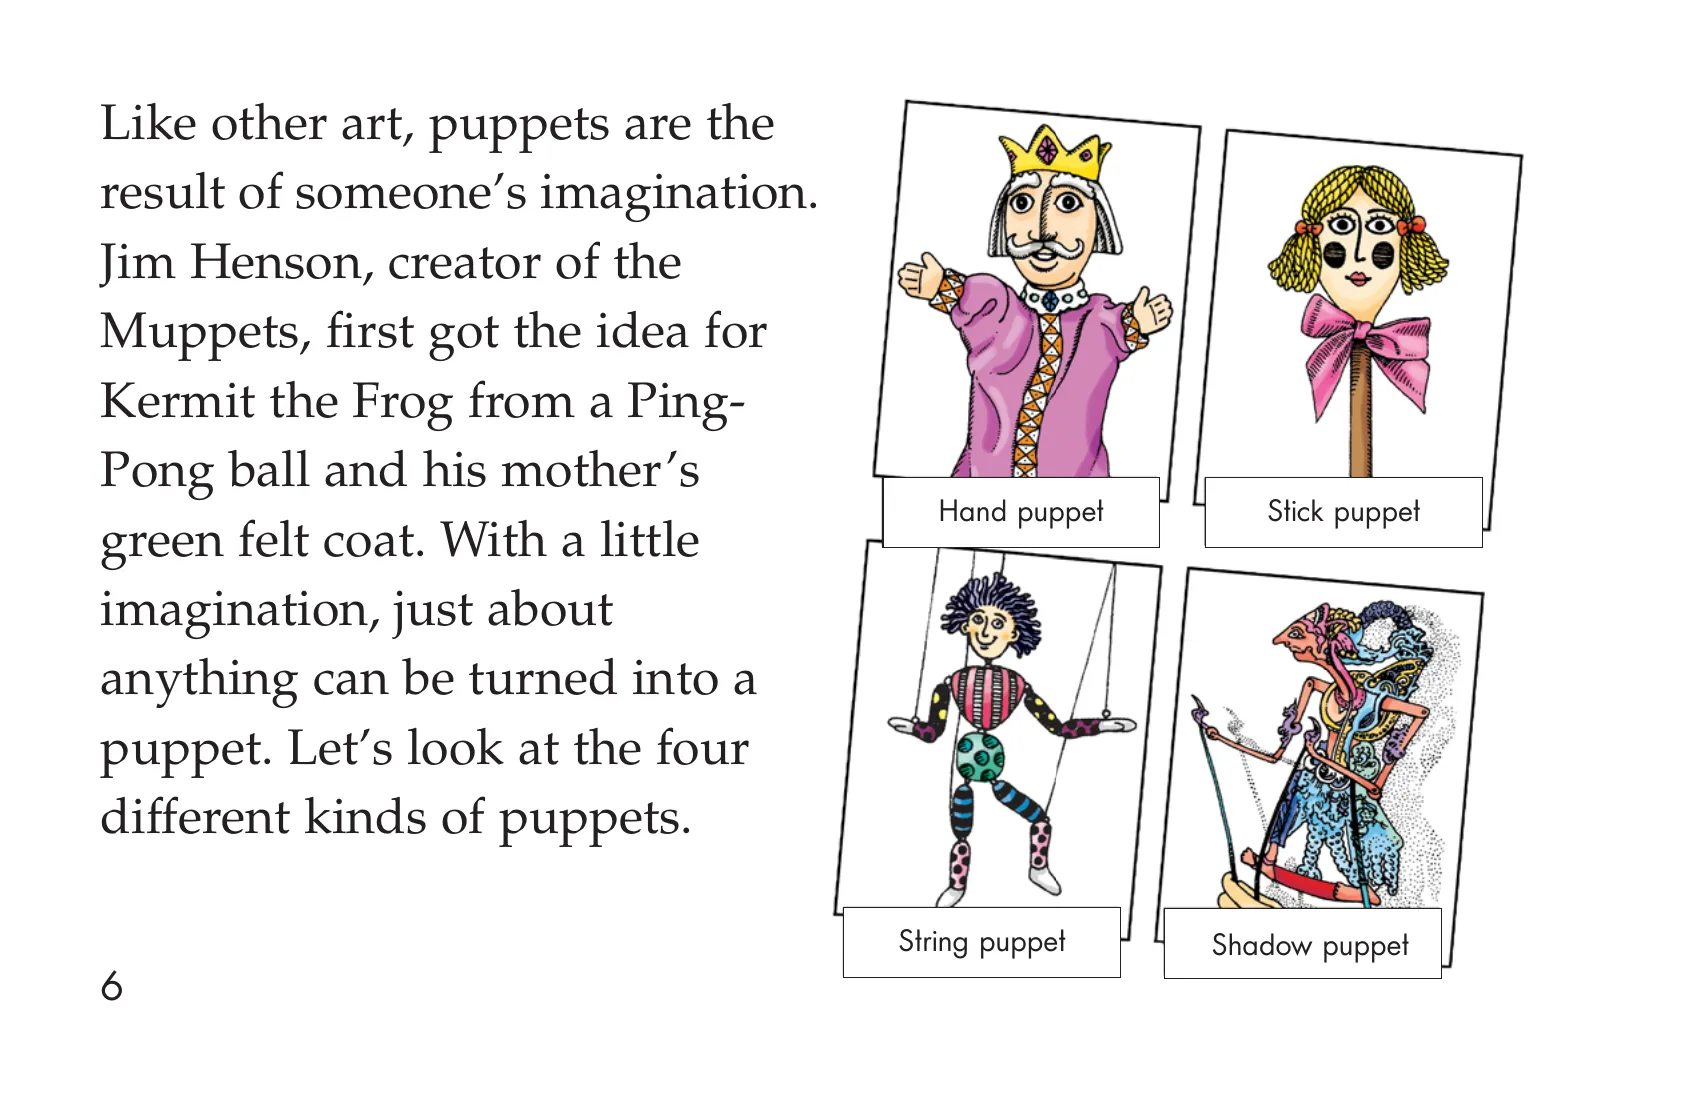 Like other art, puppets are the
result of someone’s imagination.
Jim Henson, creator of the
Muppets, first got the idea for
Kermit the Frog from a Ping-
Pong ball and his mother’s
green felt coat. With a little
imagination, just about
anything can be turned into a
puppet. Let’s look at the four
different kinds of puppets.
6
Hand puppet
Stick puppet
String puppet
Shadow puppet